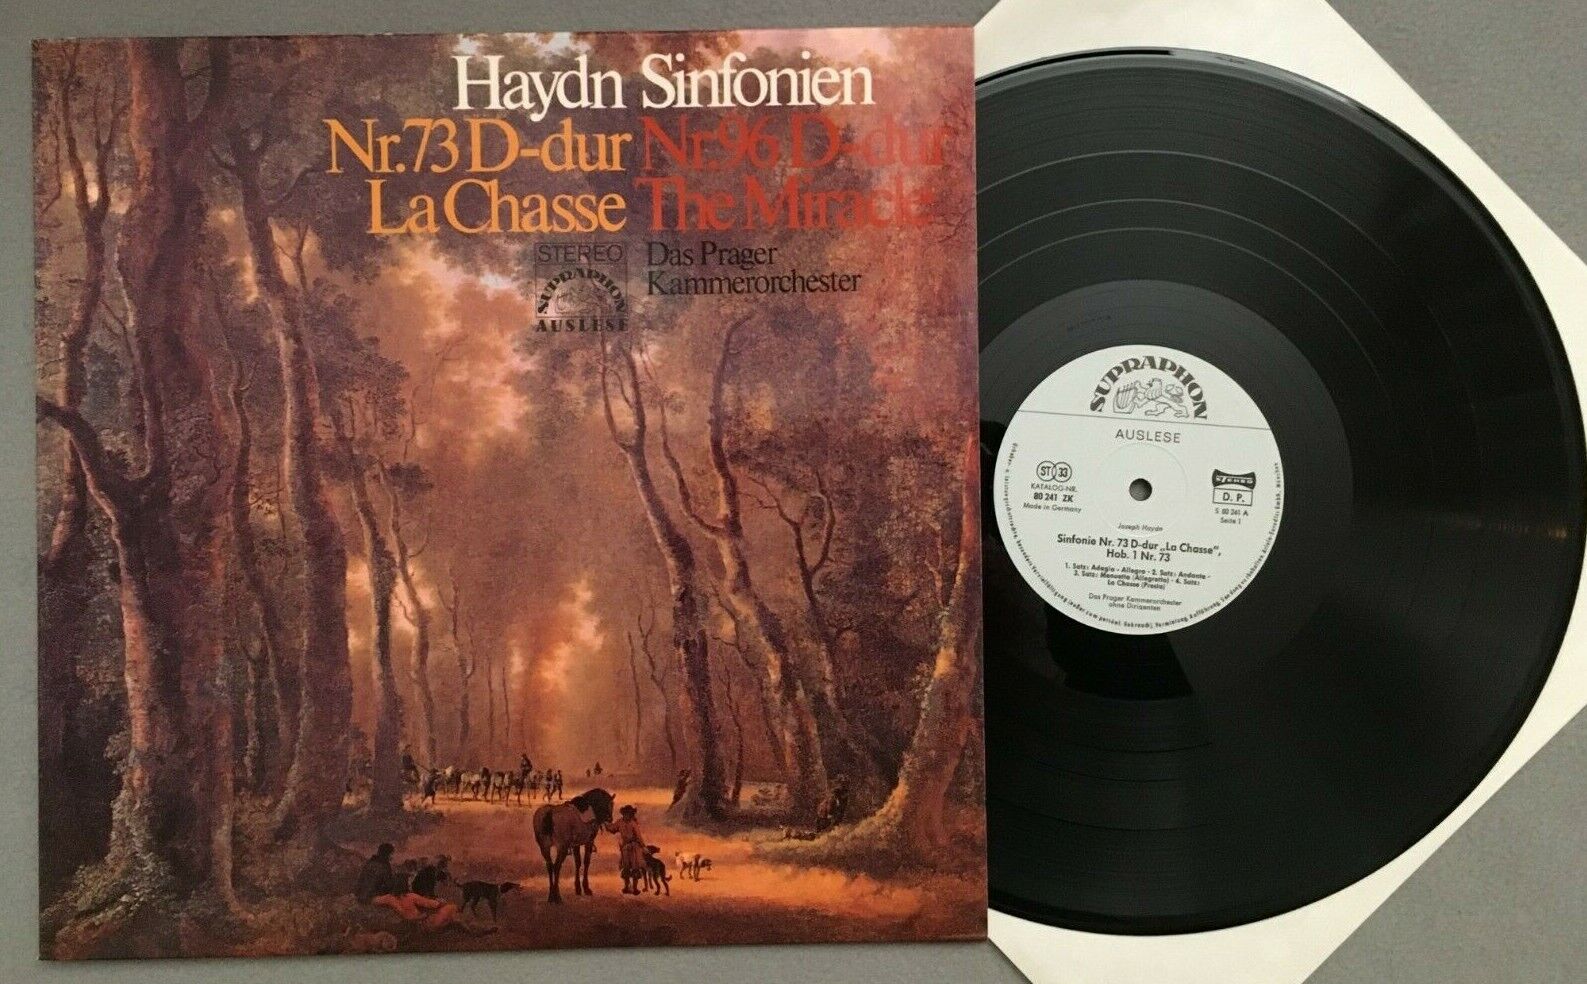 Haydn Sinfonien
Nr.73 D-dur Nr.96 D-dur
La Chasse The Miracle
STEREO
SUPRAPHON
AUSLESE
Das Prager
Kammerorchester
SUPRAPHON
AUSLESE
ST 33
KATALOG-NR.
80 241 ZK
Made in Germany
STEREO
D. P.
S 80 241 A
Seite 1
Joseph Haydn
Sinfonie Nr. 73 D-dur „La Chasse",
Hob. 1 Nr. 73
1. Satz: Adagio - Allegro - 2. Satz: Andante -
3. Satz: Menuetto (Allegretto) - 4. Satz:
La Chasse (Presto)
Das Prager Kammerorchester
ohne Dirigenten